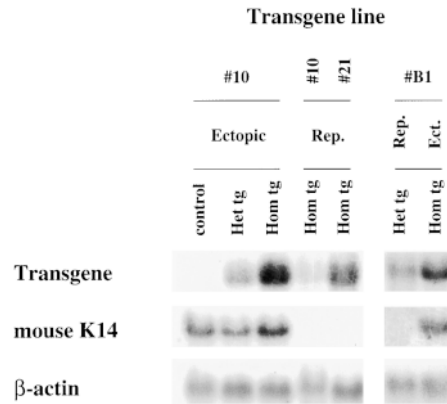 Transgene line
#10 #10 #21 #B1
Ectopic Rep. Rep. Ect.
control Het tg Hom tg Hom tg Hom tg Het tg Hom tg
Transgene
mouse K14
β-actin